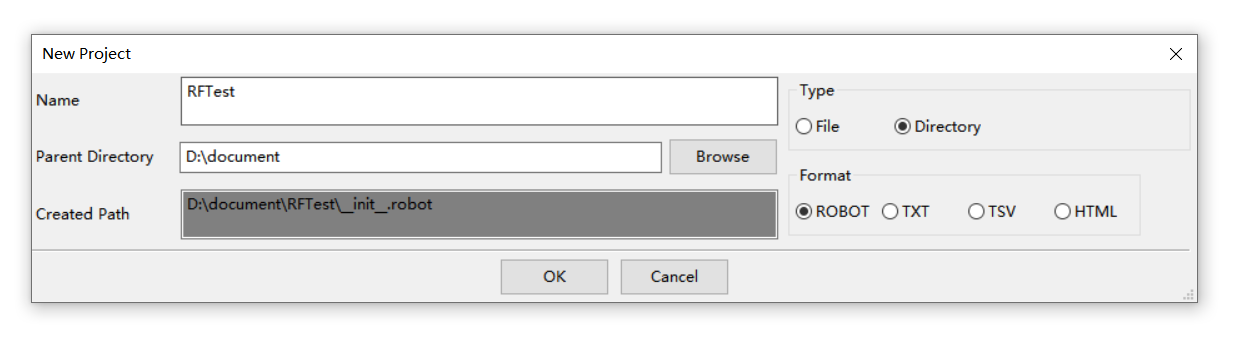 New Project
Name
RFTest
Parent Directory
D:\document
Browse
Created Path
D:\document\RFTest\__init__.robot
Type
File
Directory
Format
ROBOT
TXT
TSV
HTML
OK
Cancel